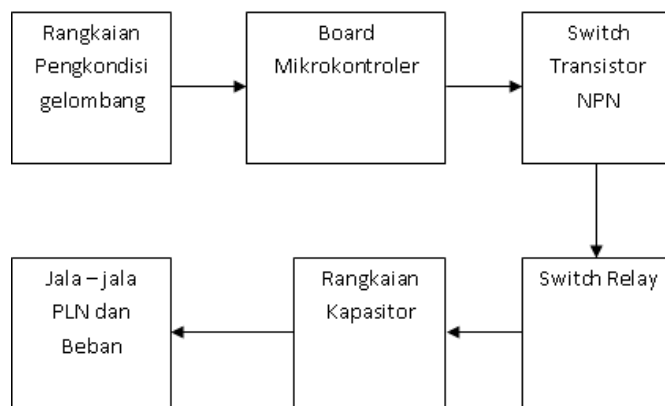 Rangkaian
Pengkondisi
gelombang
Board
Mikrokontroler
Switch
Transistor
NPN
Jala – jala
PLN dan
Beban
Rangkaian
Kapasitor
Switch Relay